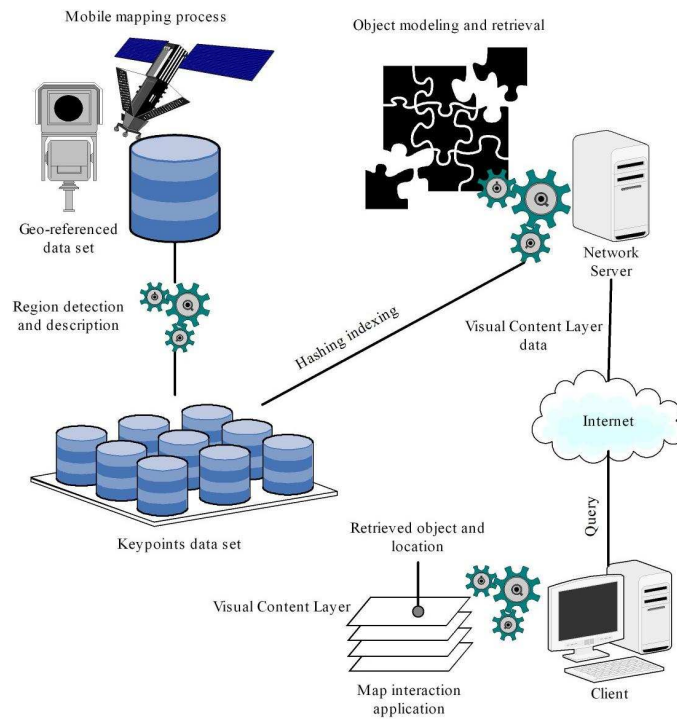 Mobile mapping process
Object modeling and retrieval
Geo-referenced
data set
Network
Server
Region detection
and description
Hashing indexing
Visual Content Layer
data
Internet
Keypoints data set
Query
Retrieved object and
location
Visual Content Layer
Map interaction
application
Client